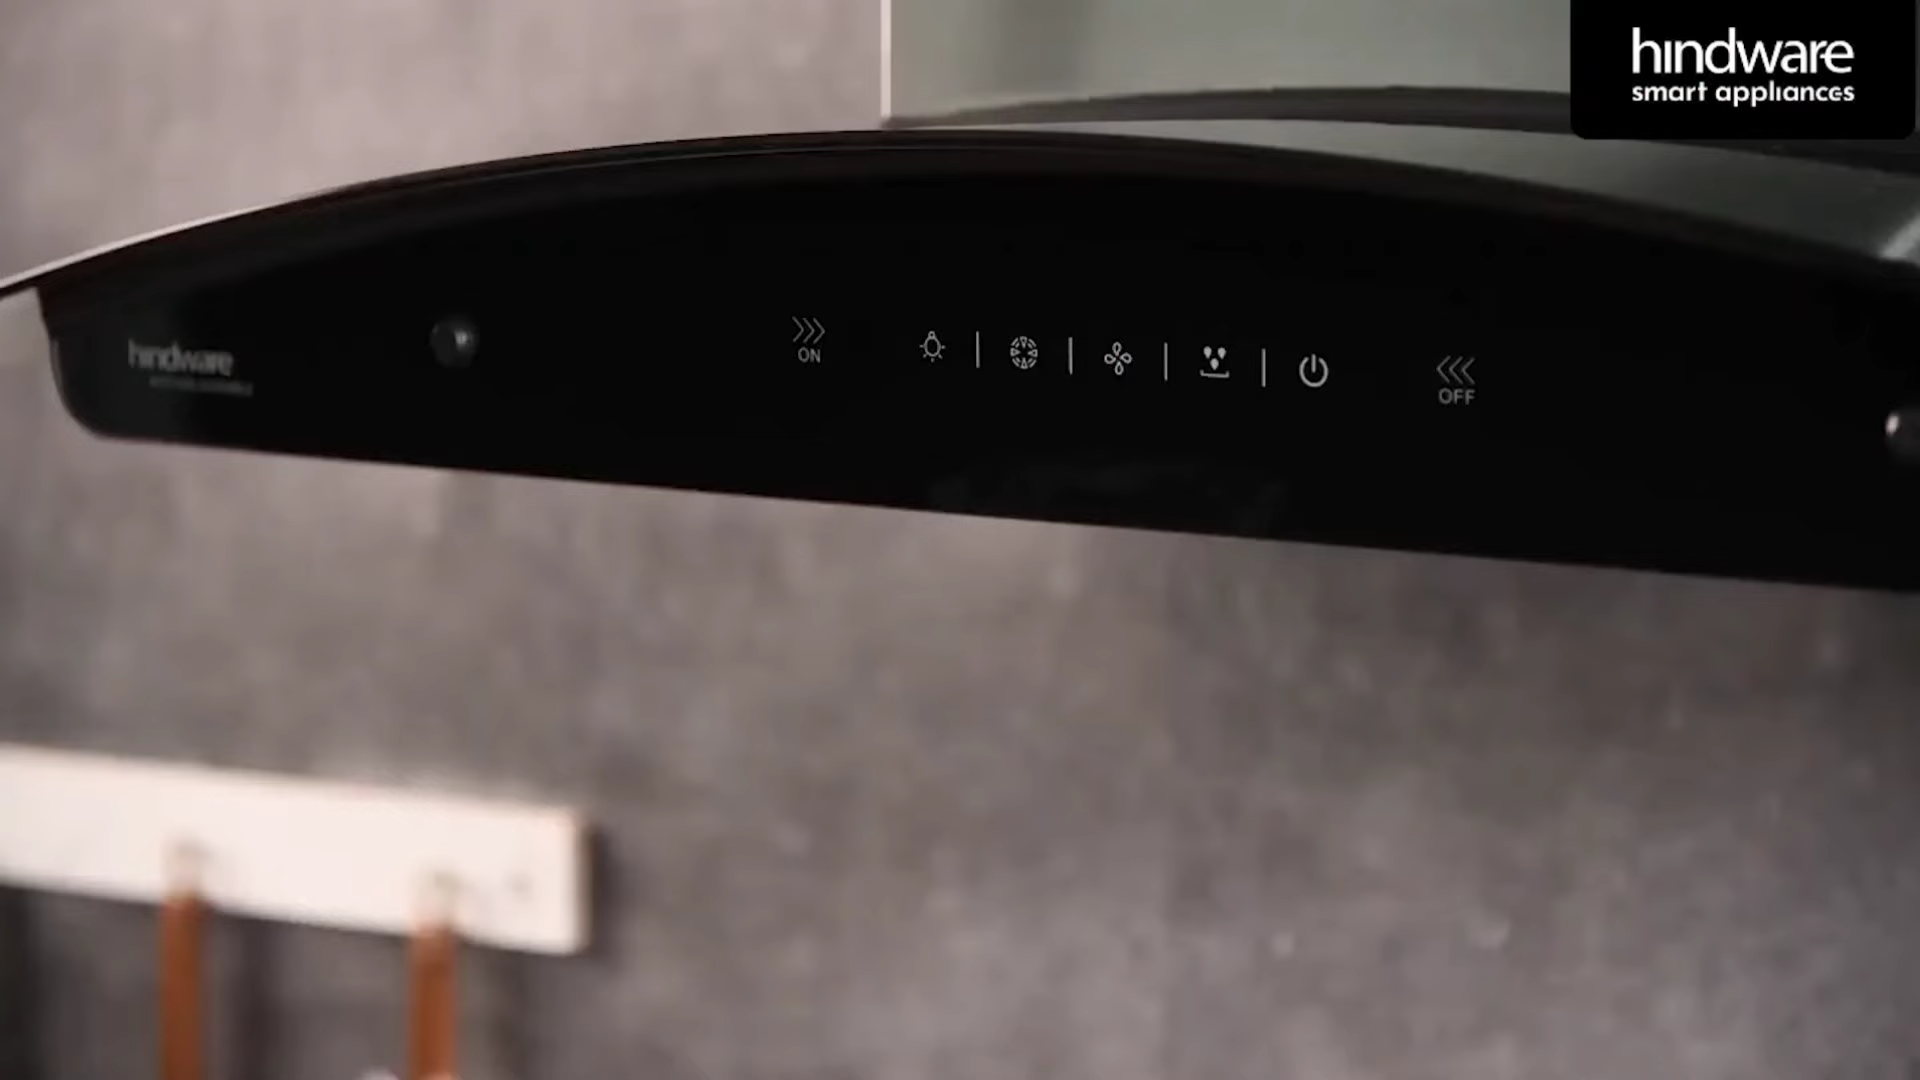 hindware
smart appliances
hindware
ON
OFF